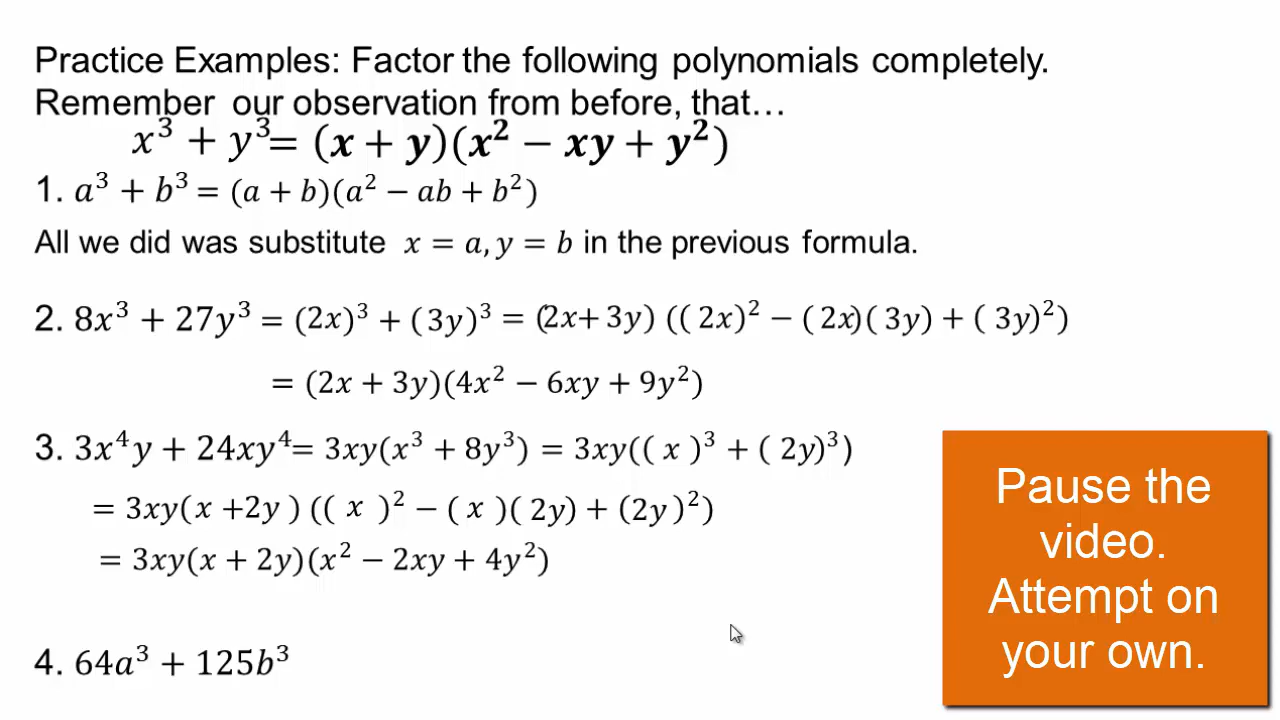 Practice Examples: Factor the following polynomials completely.
Remember our observation from before, that…
x³ + y³ = (x + y)(x² − xy + y²)
1. a³ + b³ = (a + b)(a² − ab + b²)
All we did was substitute x = a, y = b in the previous formula.
2. 8x³ + 27y³ = (2x)³ + (3y)³ = (2x+ 3y) ((2x)² − (2x)(3y) + (3y)²)
= (2x + 3y)(4x² − 6xy + 9y²)
3. 3x⁴y + 24xy⁴ = 3xy(x³ + 8y³) = 3xy(( x )³ + ( 2y)³)
= 3xy( x +2y ) (( x )² − ( x )( 2y) + (2y )²)
= 3xy(x + 2y)(x² − 2xy + 4y²)
4. 64a³ + 125b³
Pause the
video.
Attempt on
your own.